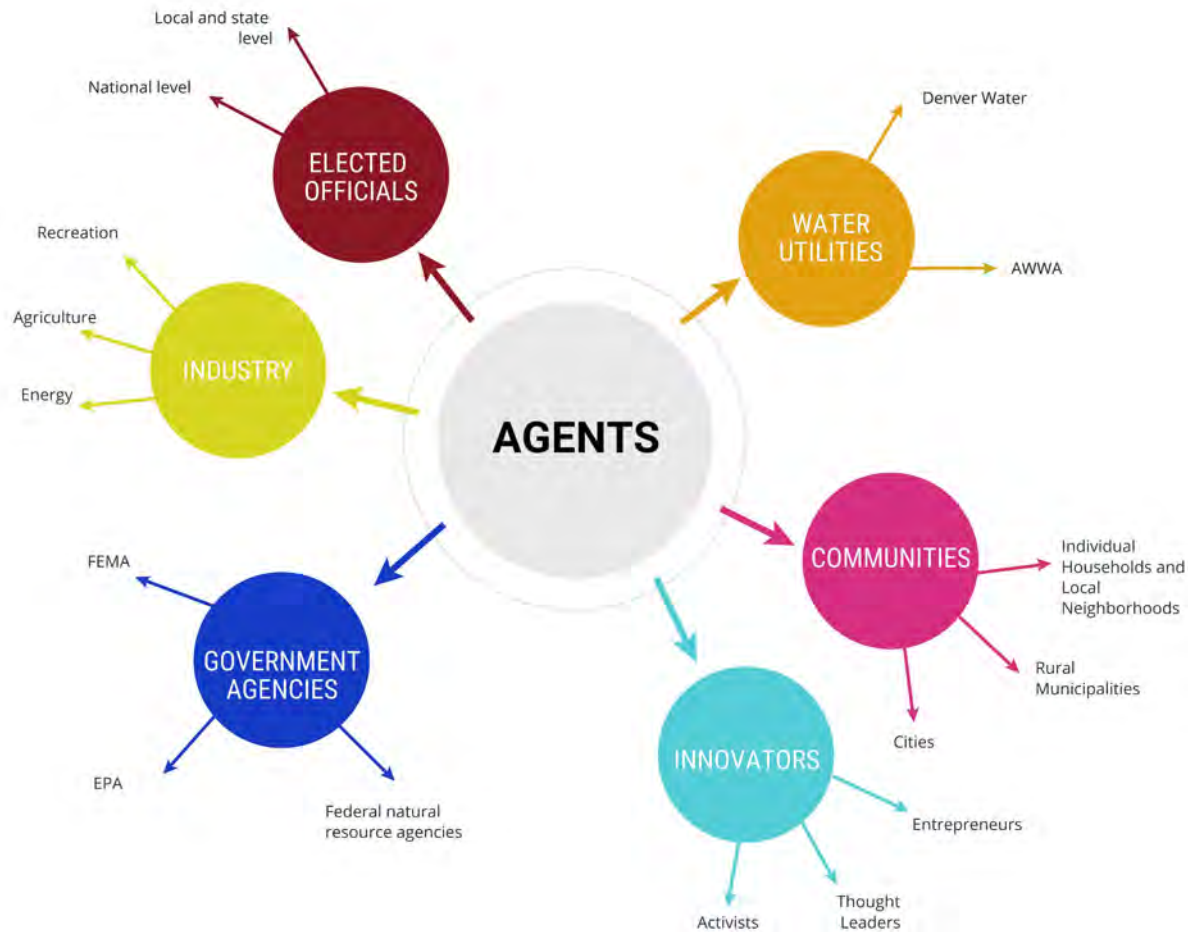 Local and state
level
National level
ELECTED
OFFICIALS
Denver Water
WATER
UTILITIES
AWWA
Recreation
Agriculture
Energy
INDUSTRY
AGENTS
FEMA
GOVERNMENT
AGENCIES
EPA
Federal natural
resource agencies
COMMUNITIES
Individual
Households and
Local
Neighborhoods
Rural
Municipalities
Cities
INNOVATORS
Entrepreneurs
Thought
Leaders
Activists